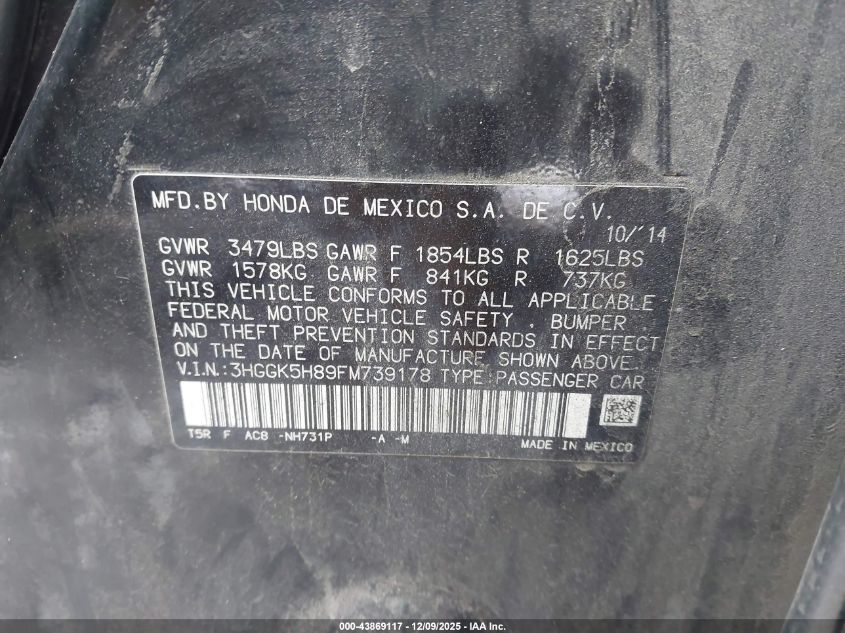 MFD.BY HONDA DE MEXICO S.A. DE C.V.
10/'14
GVWR 3479LBS GAWR F 1854LBS R 1625LBS
GVWR 1578KG GAWR F 841KG R 737KG
THIS VEHICLE CONFORMS TO ALL APPLICABLE
FEDERAL MOTOR VEHICLE SAFETY , BUMPER ,
AND THEFT PREVENTION STANDARDS IN EFFECT
ON THE DATE OF MANUFACTURE SHOWN ABOVE.
V.I.N.: 3HGGK5H89FM739178 TYPE:PASSENGER CAR
T5R F AC8 -NH731P -A -M MADE IN MEXICO
000-43869117 - 12/09/2025 - IAA Inc.